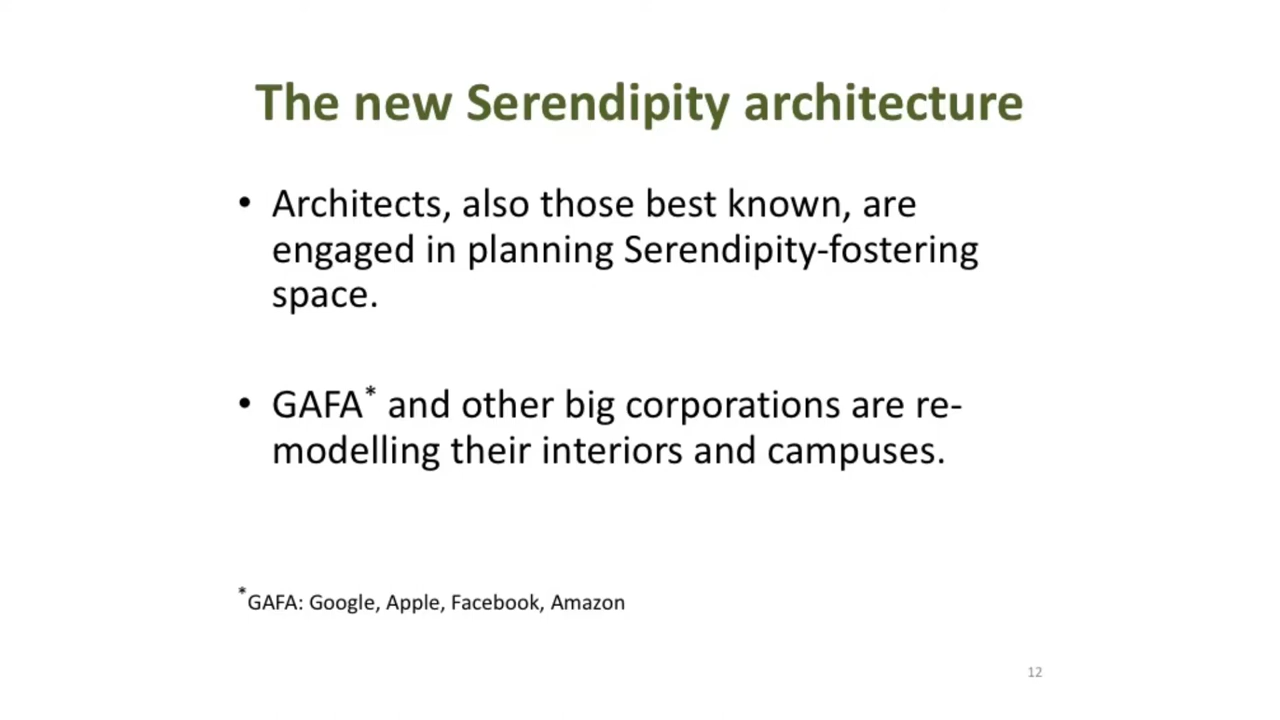 The new Serendipity architecture
• Architects, also those best known, are
engaged in planning Serendipity-fostering
space.
• GAFA* and other big corporations are re-
modelling their interiors and campuses.
*GAFA: Google, Apple, Facebook, Amazon
12